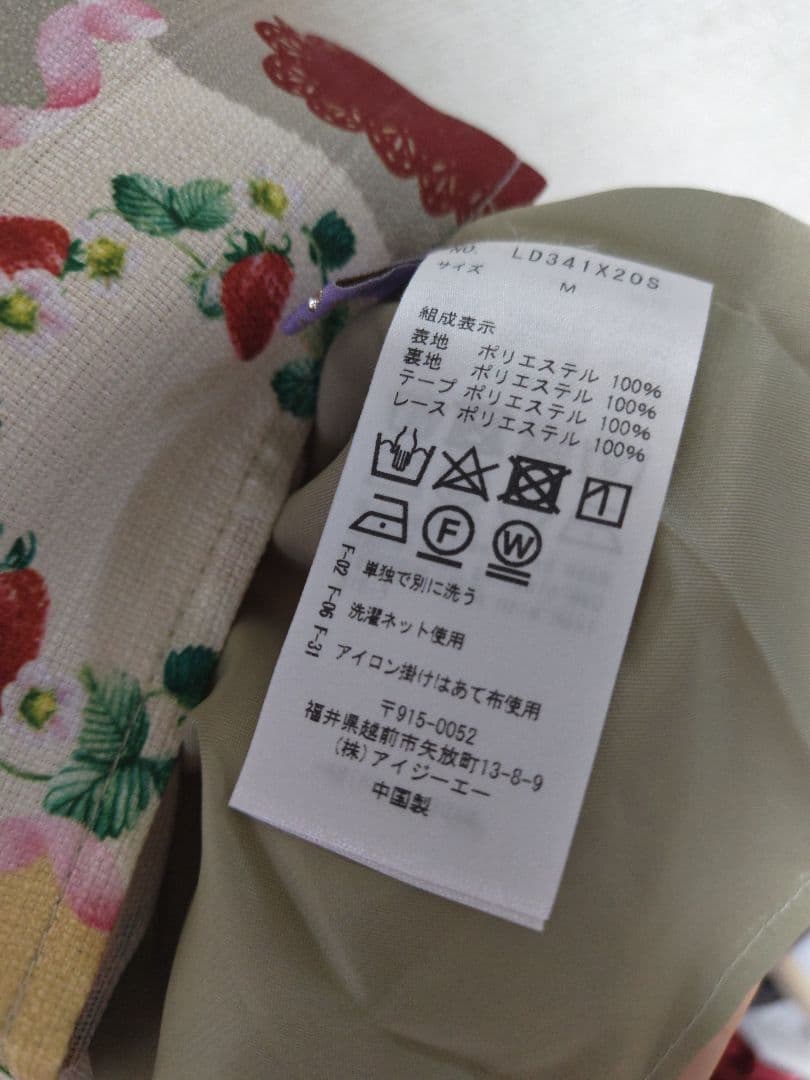 NO. LD341X20S
サイズ M
組成表示
表地 ポリエステル 100%
裏地 ポリエステル 100%
テープ ポリエステル 100%
レース ポリエステル 100%
F W
F-02 単独で別に洗う
F-06 洗濯ネット使用
F-31 アイロン掛けはあて布使用
〒915-0052
福井県越前市矢放町13-8-9
(株)アイジーエー
中国製